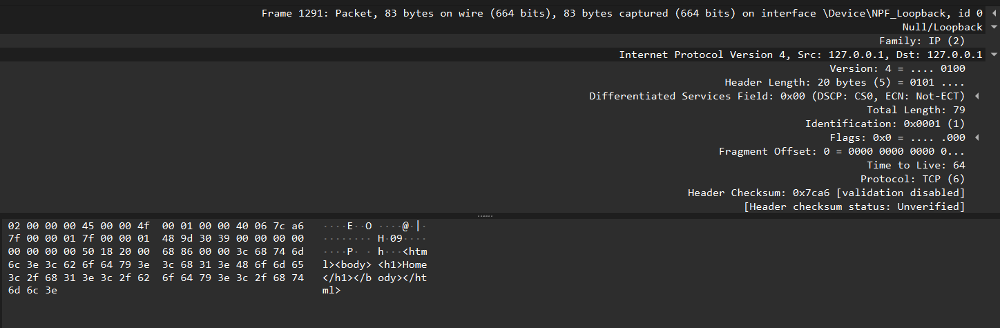 Frame 1291: Packet, 83 bytes on wire (664 bits), 83 bytes captured (664 bits) on interface \Device\NPF_Loopback, id 0
Null/Loopback
Family: IP (2)
Internet Protocol Version 4, Src: 127.0.0.1, Dst: 127.0.0.1
Version: 4 = .... 0100
Header Length: 20 bytes (5) = 0101 ....
Differentiated Services Field: 0x00 (DSCP: CS0, ECN: Not-ECT)
Total Length: 79
Identification: 0x0001 (1)
Flags: 0x0 = .... .000
Fragment Offset: 0 = 0000 0000 0000 0...
Time to Live: 64
Protocol: TCP (6)
Header Checksum: 0x7ca6 [validation disabled]
[Header checksum status: Unverified]
02 00 00 00 45 00 00 4f 00 01 00 00 40 06 7c a6 ····E··O ····@·|·
7f 00 00 01 7f 00 00 01 48 9d 30 39 00 00 00 00 ········ H·09····
00 00 00 00 50 18 20 00 68 86 00 00 3c 68 74 6d ····P· · h···<htm
6c 3e 3c 62 6f 64 79 3e 3c 68 31 3e 48 6f 6d 65 l><body> <h1>Home
3c 2f 68 31 3e 3c 2f 62 6f 64 79 3e 3c 2f 68 74 </h1></b ody></ht
6d 6c 3e ml>